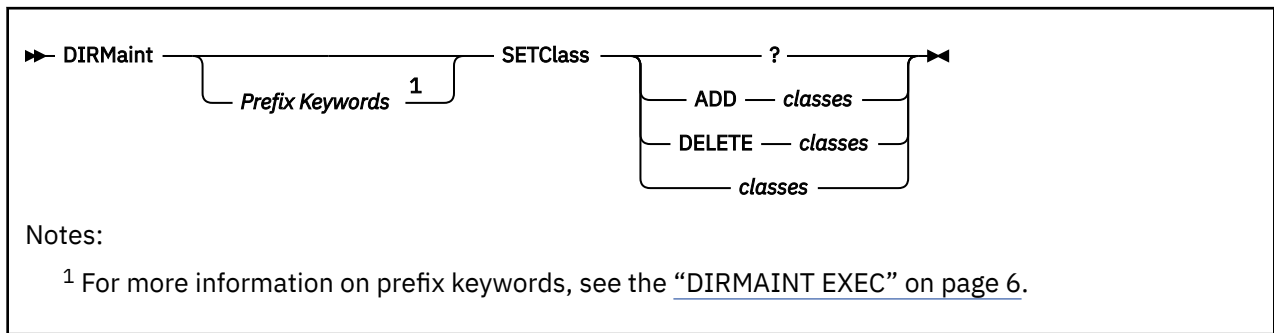 DIRMaint Prefix Keywords 1 SETClass ?
ADD classes
DELETE classes
classes
Notes:
1 For more information on prefix keywords, see the “DIRMAINT EXEC” on page 6.